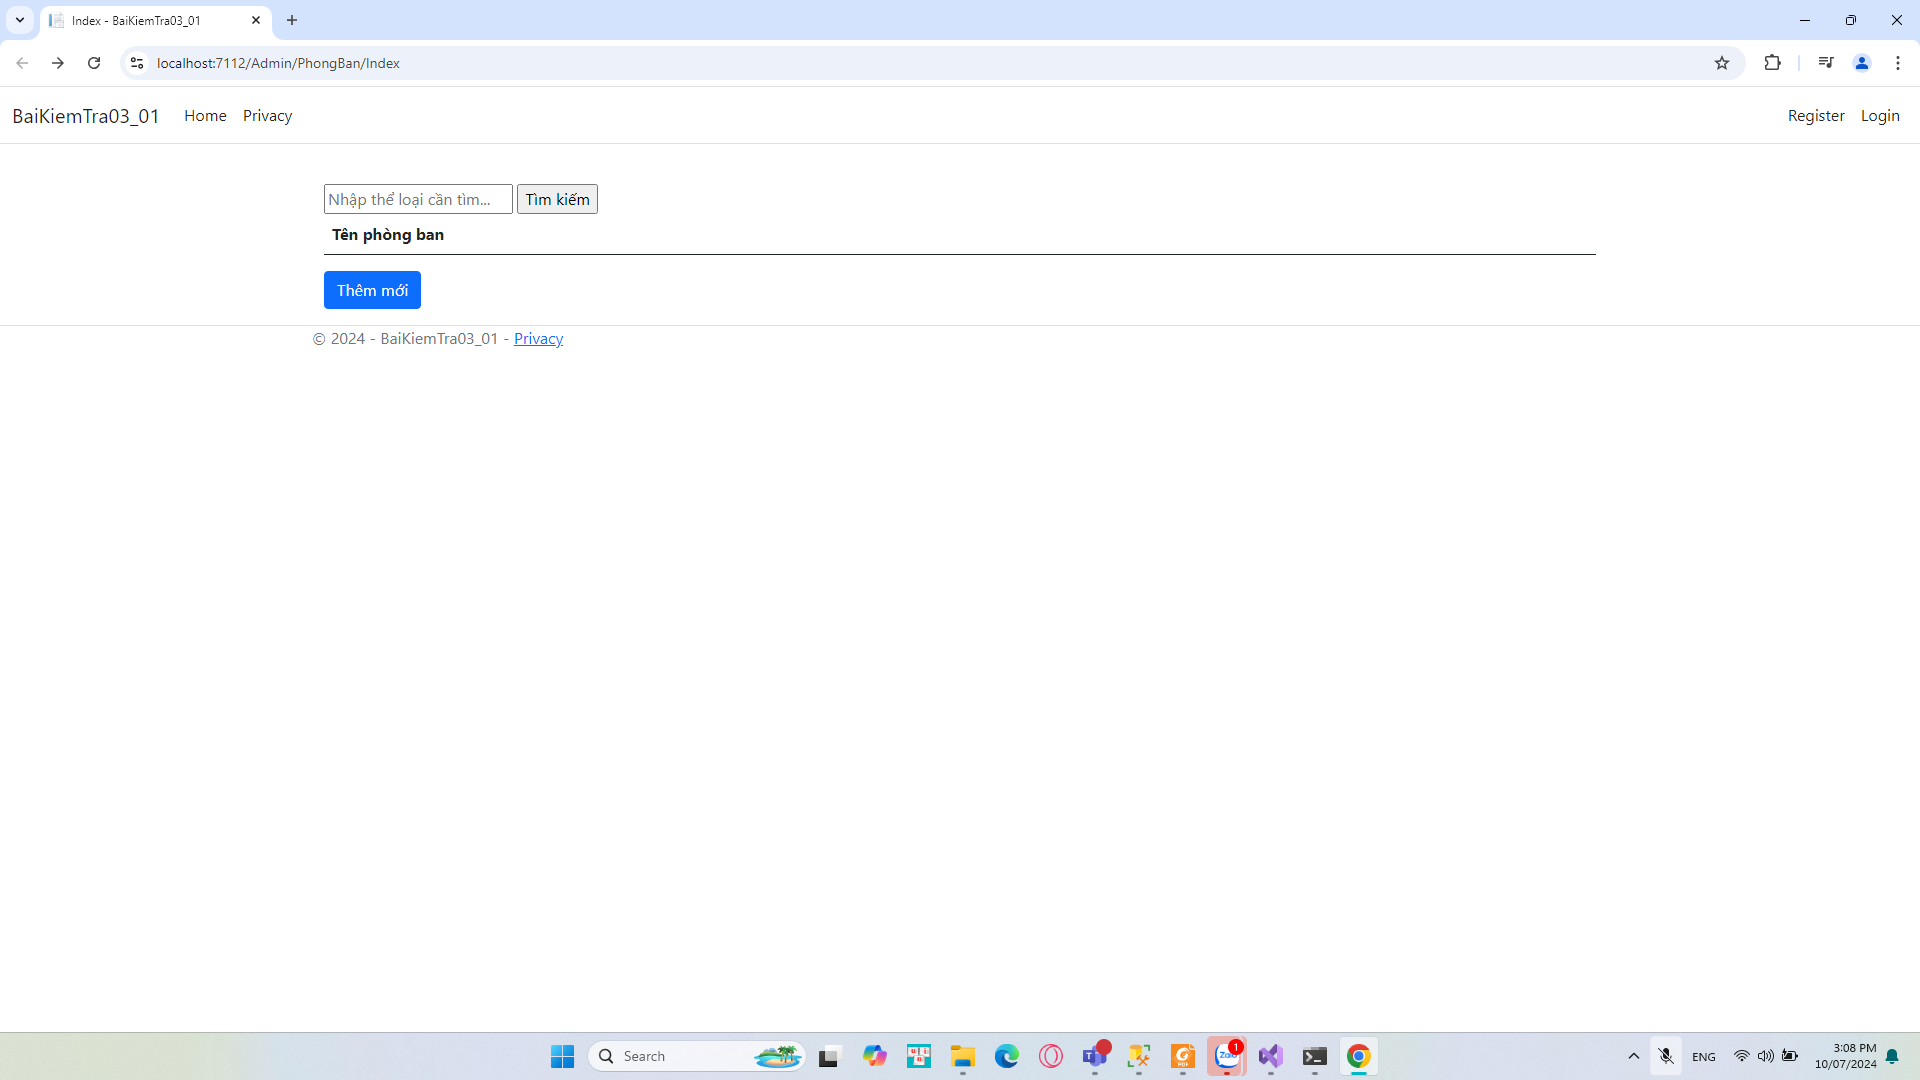 Index - BaiKiemTra03_01
localhost:7112/Admin/PhongBan/Index
BaiKiemTra03_01 Home Privacy Register Login
Nhập thể loại cần tìm... Tìm kiếm
Tên phòng ban
Thêm mới
© 2024 - BaiKiemTra03_01 - Privacy
Search
Zalo
1
ENG
3:08 PM
10/07/2024